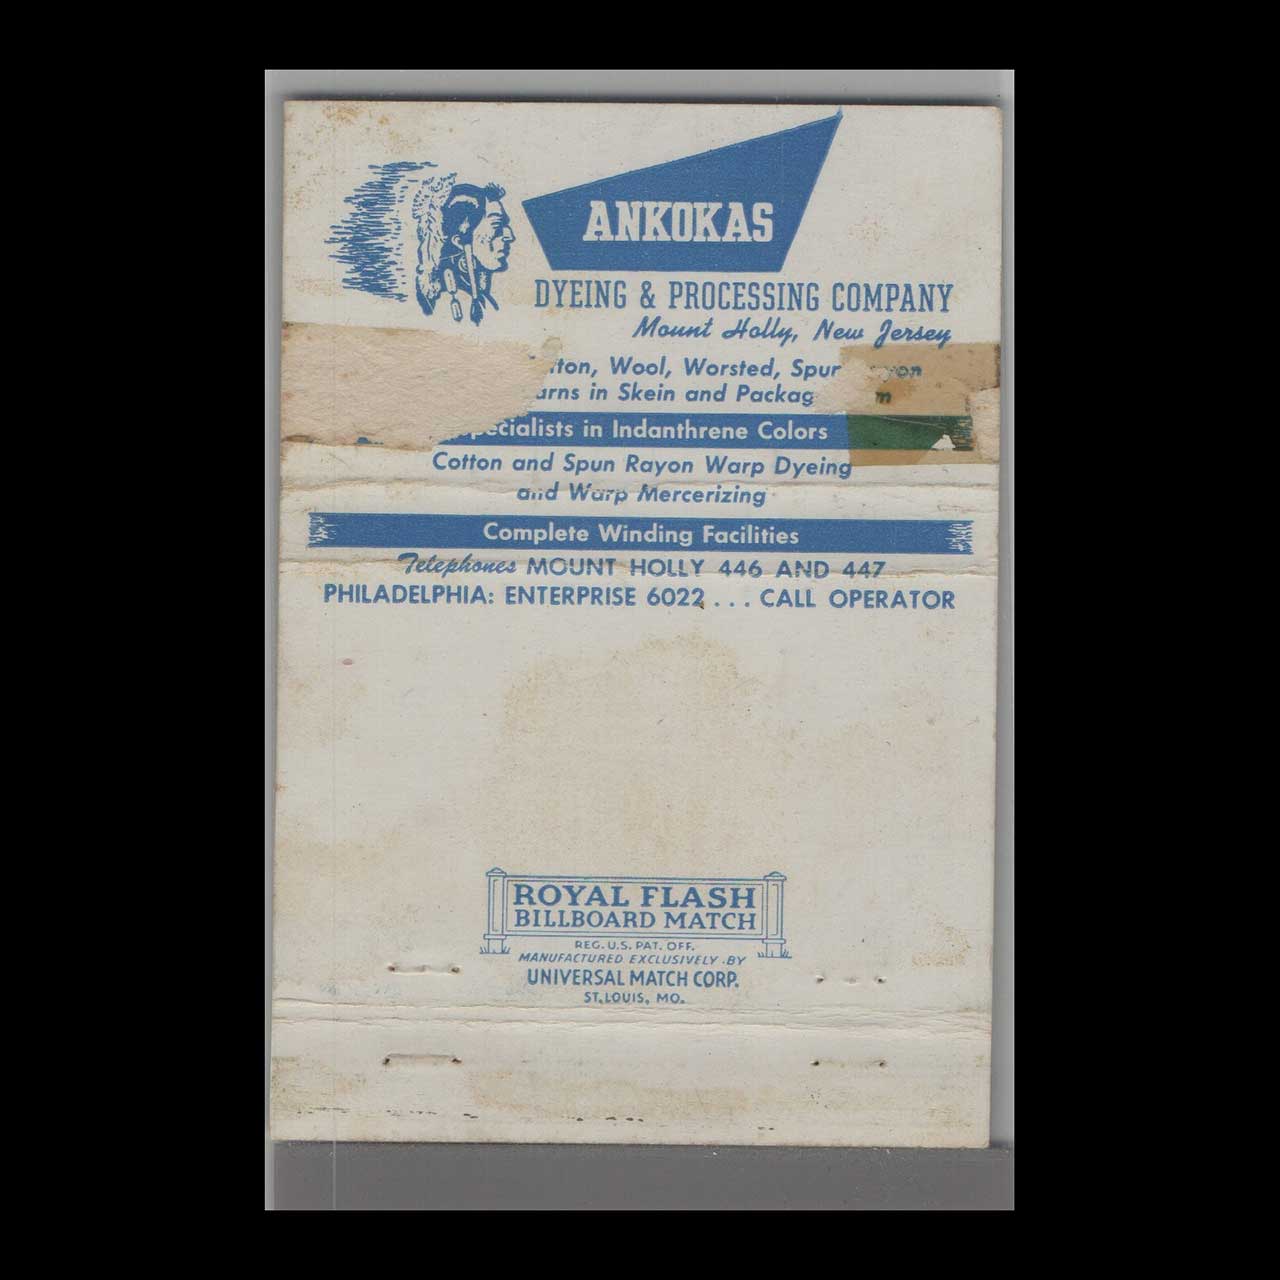 ANKOKAS
DYEING & PROCESSING COMPANY
Mount Holly, New Jersey
Wool, Worsted, Spun
in Skein and
Specialists in Indanthrene Colors
Cotton and Spun Rayon Warp Dyeing
and Warp Mercerizing
Complete Winding Facilities
Telephones MOUNT HOLLY 446 AND 447
PHILADELPHIA: ENTERPRISE 6022 . . . CALL OPERATOR
ROYAL FLASH
BILLBOARD MATCH
REG. U.S. PAT. OFF.
MANUFACTURED EXCLUSIVELY BY
UNIVERSAL MATCH CORP.
ST. LOUIS, MO.